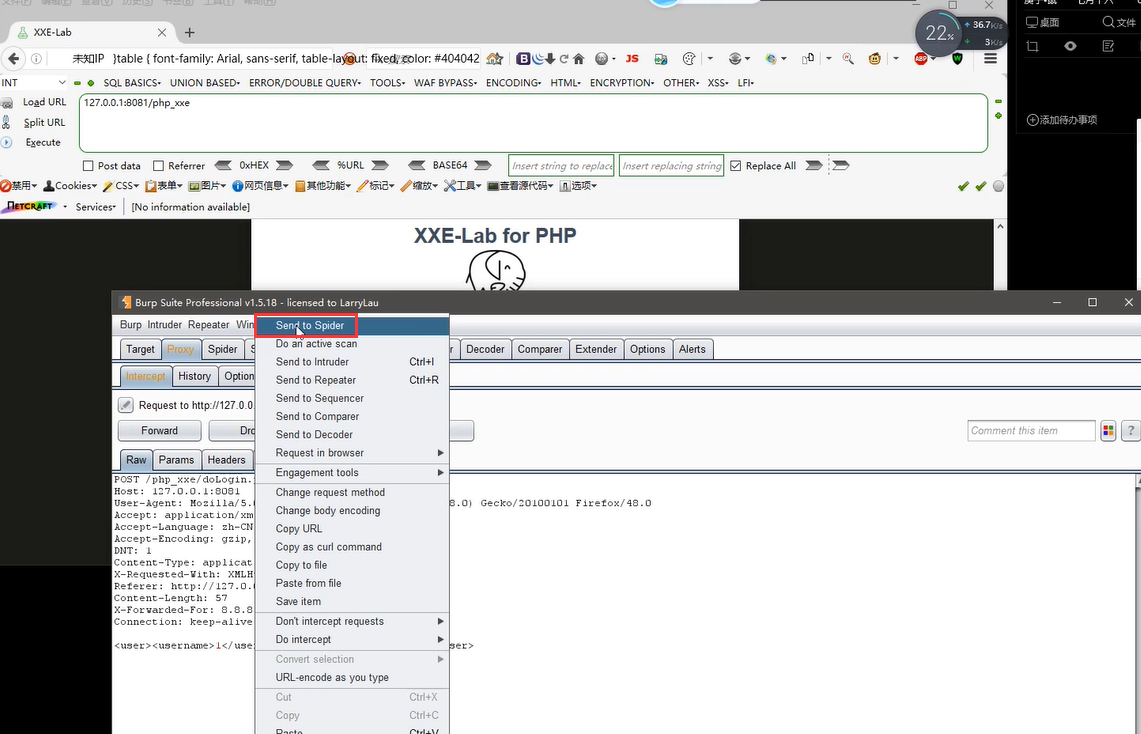 XXE-Lab
22%
36.7K/s
3K/s
桌面
文件
未知IP }table { font-family: Arial, sans-serif, table-layout: fixed, color: #404042
INT
SQL BASICS UNION BASED ERROR/DOUBLE QUERY TOOLS WAF BYPASS ENCODING HTML ENCRYPTION OTHER XSS LFI
Load URL
127.0.0.1:8081/php_xxe
Split URL
Execute
添加待办事项
Post data Referrer 0xHEX %URL BASE64 Insert string to replace Insert replacing string Replace All
禁用 Cookies CSS 表单 图片 网页信息 其他功能 标记 缩放 工具 查看源代码 选项
NETCRAFT Services [No information available]
XXE-Lab for PHP
Burp Suite Professional v1.5.18 - licensed to LarryLau
Burp Intruder Repeater Win
Target Proxy Spider S
Decoder Comparer Extender Options Alerts
Intercept History Option
Request to http://127.0.0.
Forward Dro
Comment this item
?
Raw Params Headers
Send to Spider
Do an active scan
Send to Intruder Ctrl+I
Send to Repeater Ctrl+R
Send to Sequencer
Send to Comparer
Send to Decoder
Request in browser
Engagement tools
Change request method
Change body encoding
Copy URL
Copy as curl command
Copy to file
Paste from file
Save item
Don't intercept requests
Do intercept
Convert selection
URL-encode as you type
Cut Ctrl+X
Copy Ctrl+C
Paste Ctrl+V
POST /php_xxe/doLogin.
Host: 127.0.0.1:8081
User-Agent: Mozilla/5.0 8.0) Gecko/20100101 Firefox/48.0
Accept: application/xm
Accept-Language: zh-CN
Accept-Encoding: gzip,
DNT: 1
Content-Type: applicat
X-Requested-With: XMLH
Referer: http://127.0.0
Content-Length: 57
X-Forwarded-For: 8.8.8
Connection: keep-alive
<user><username>1</use ser>